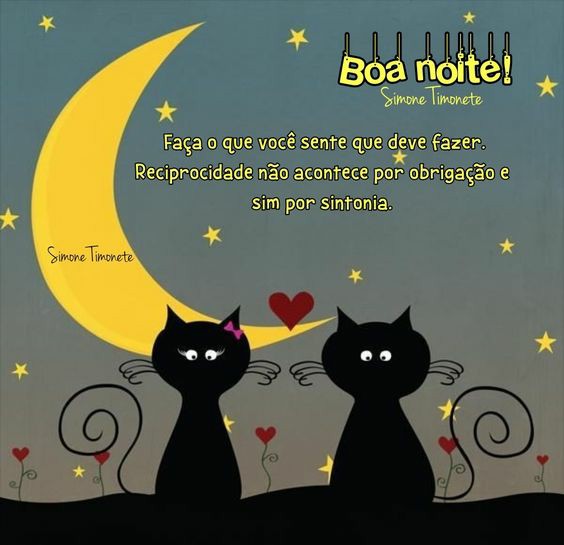 Boa noite!
Simone Timonete
Faça o que você sente que deve fazer.
Reciprocidade não acontece por obrigação e
sim por sintonia.
Simone Timonete